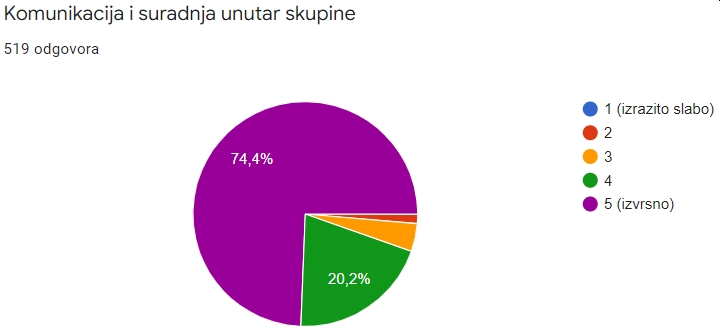 Komunikacija i suradnja unutar skupine
519 odgovora
74,4%
20,2%
1 (izrazito slabo)
2
3
4
5 (izvrsno)